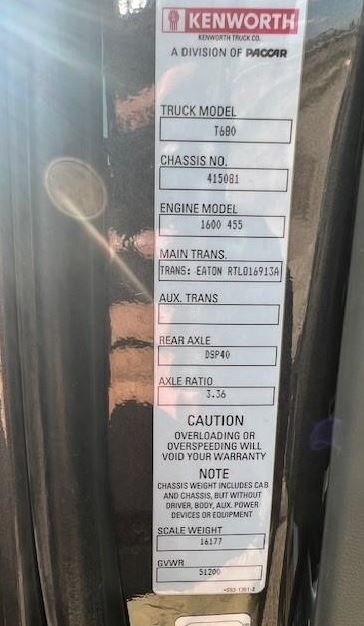 KENWORTH
KENWORTH TRUCK CO.
A DIVISION OF PACCAR
TRUCK MODEL
T680
CHASSIS NO.
415081
ENGINE MODEL
1600 455
MAIN TRANS.
TRANS: EATON RTLO16913A
AUX. TRANS
REAR AXLE
DSP40
AXLE RATIO
3.36
CAUTION
OVERLOADING OR
OVERSPEEDING WILL
VOID YOUR WARRANTY
NOTE
CHASSIS WEIGHT INCLUDES CAB
AND CHASSIS, BUT WITHOUT
DRIVER, BODY, AUX. POWER
DEVICES OR EQUIPMENT
SCALE WEIGHT
16177
GVWR
51200